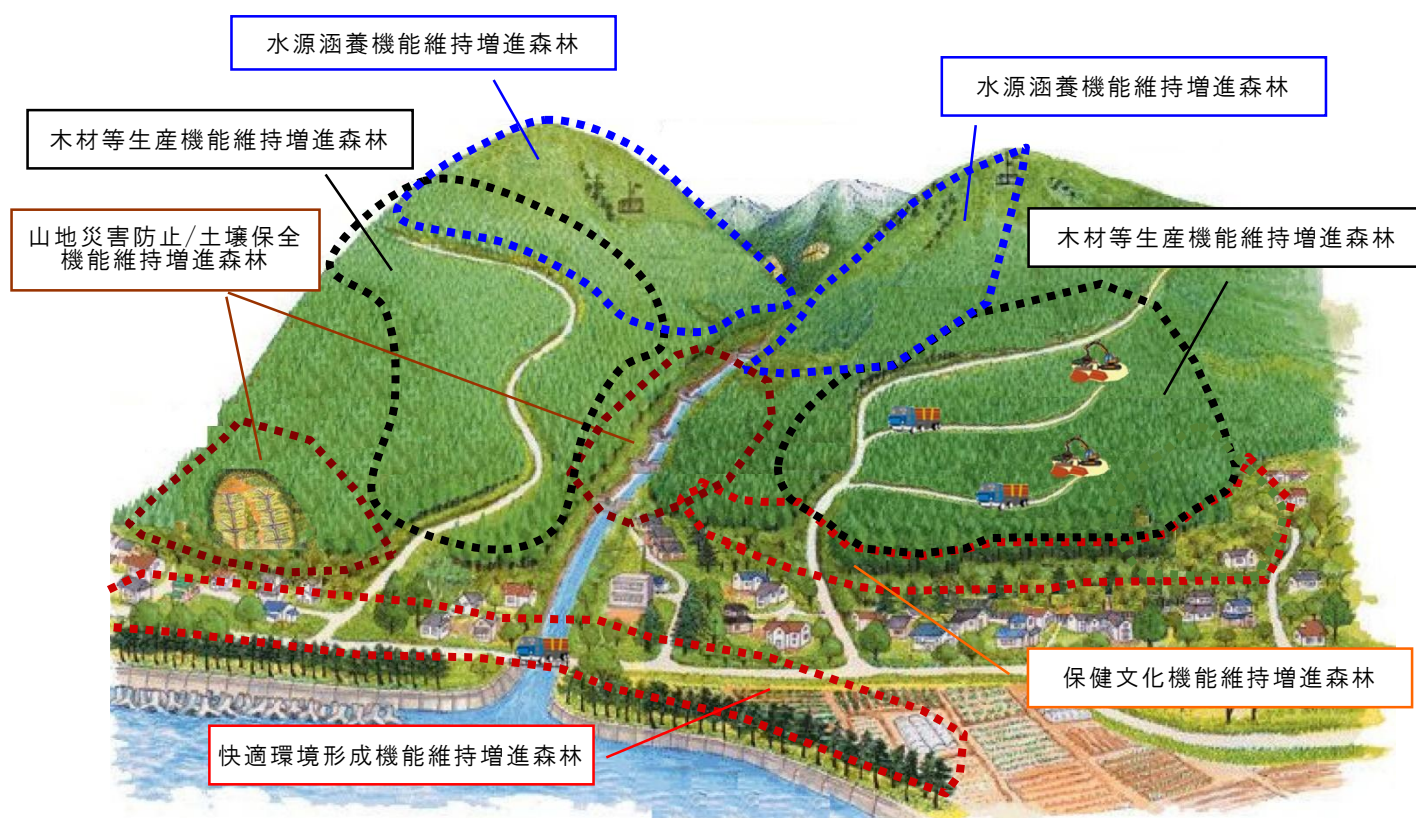 水源涵養機能維持増進森林
水源涵養機能維持増進森林
木材等生産機能維持増進森林
山地災害防止/土壌保全
機能維持増進森林
木材等生産機能維持増進森林
保健文化機能維持増進森林
快適環境形成機能維持増進森林